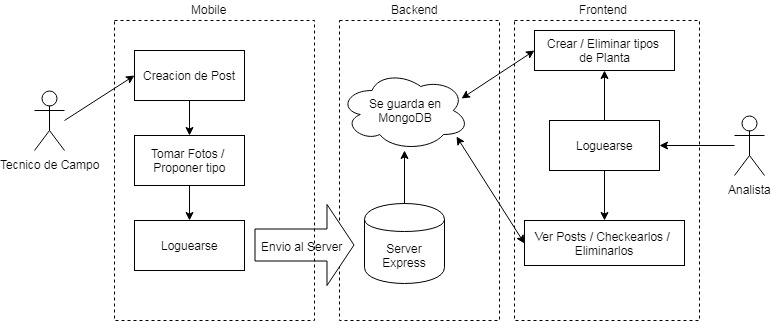 Mobile
Backend
Frontend
Creacion de Post
Tomar Fotos /
Proponer tipo
Loguearse
Tecnico de Campo
Envio al Server
Se guarda en
MongoDB
Server
Express
Crear / Eliminar tipos
de Planta
Loguearse
Ver Posts / Checkearlos /
Eliminarlos
Analista